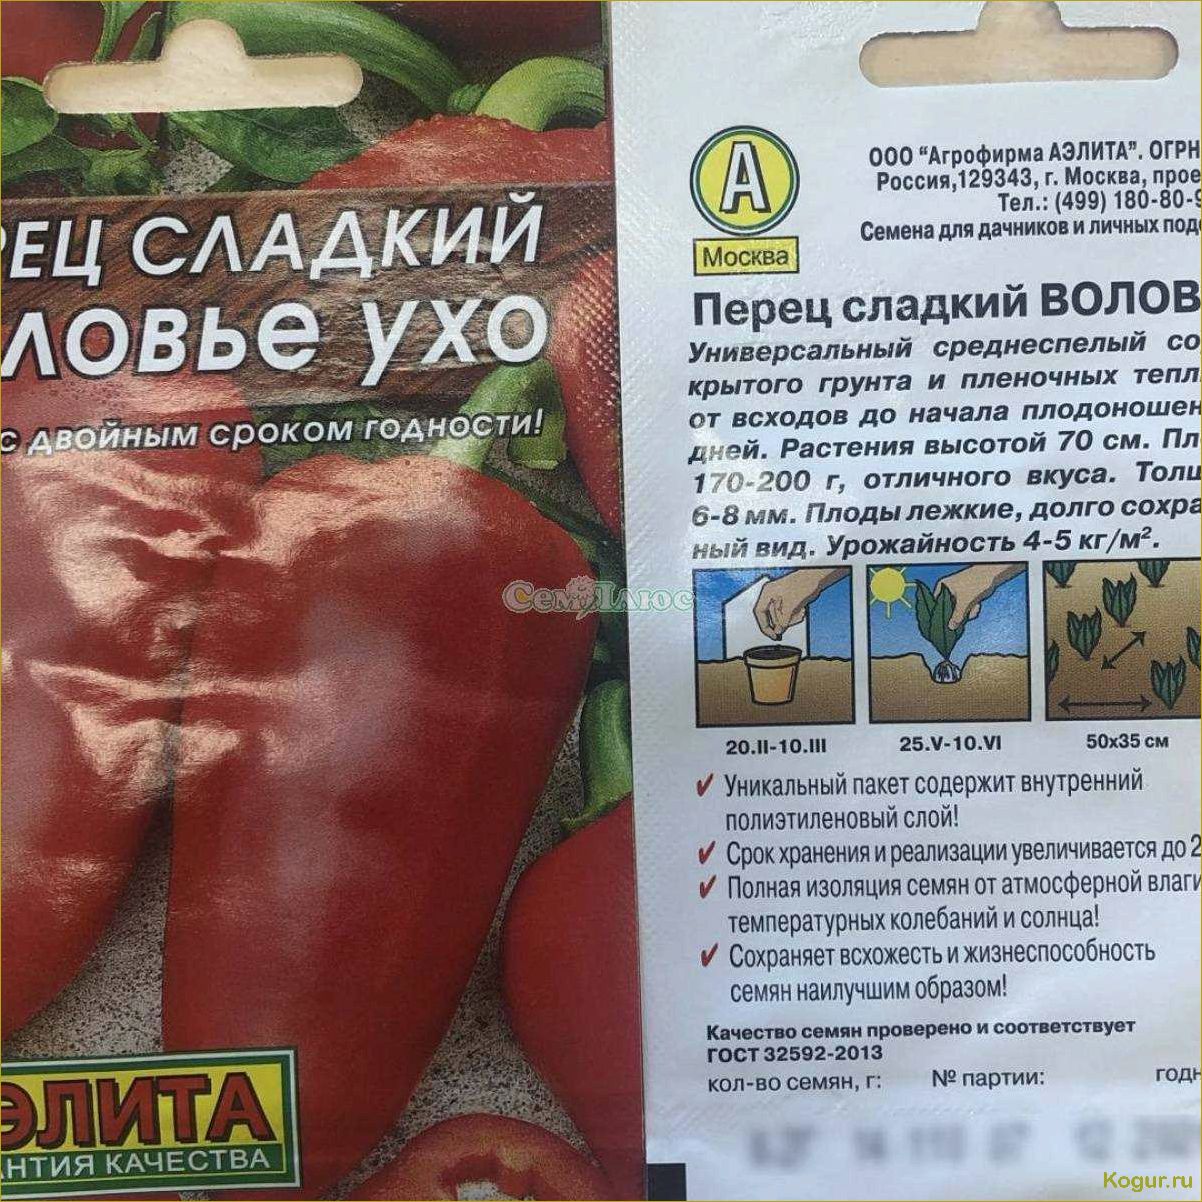 РЕЦ СЛАДКИЙ
ЛОВЬЕ УХО
с двойным сроком годности!
АЭЛИТА
АНТИЯ КАЧЕСТВА
СемПлюс
А
Москва
ООО “Агрофирма АЭЛИТА”. ОГРН
Россия,129343, г. Москва, прое
Тел.: (499) 180-80-9
Семена для дачников и личных под
Перец сладкий ВОЛОВ
Универсальный среднеспелый со
крытого грунта и пленочных тепл
от всходов до начала плодоношен
дней. Растения высотой 70 см. Пл
170-200 г, отличного вкуса. Толщ
6-8 мм. Плоды лежкие, долго сохра
ный вид. Урожайность 4-5 кг/м².
20.II-10.III
25.V-10.VI
50х35 см
✓ Уникальный пакет содержит внутренний
полиэтиленовый слой!
✓ Срок хранения и реализации увеличивается до 2
✓ Полная изоляция семян от атмосферной влаги
температурных колебаний и солнца!
✓ Сохраняет всхожесть и жизнеспособность
семян наилучшим образом!
Качество семян проверено и соответствует
ГОСТ 32592-2013
кол-во семян, г: № партии: годн
Kogur.ru